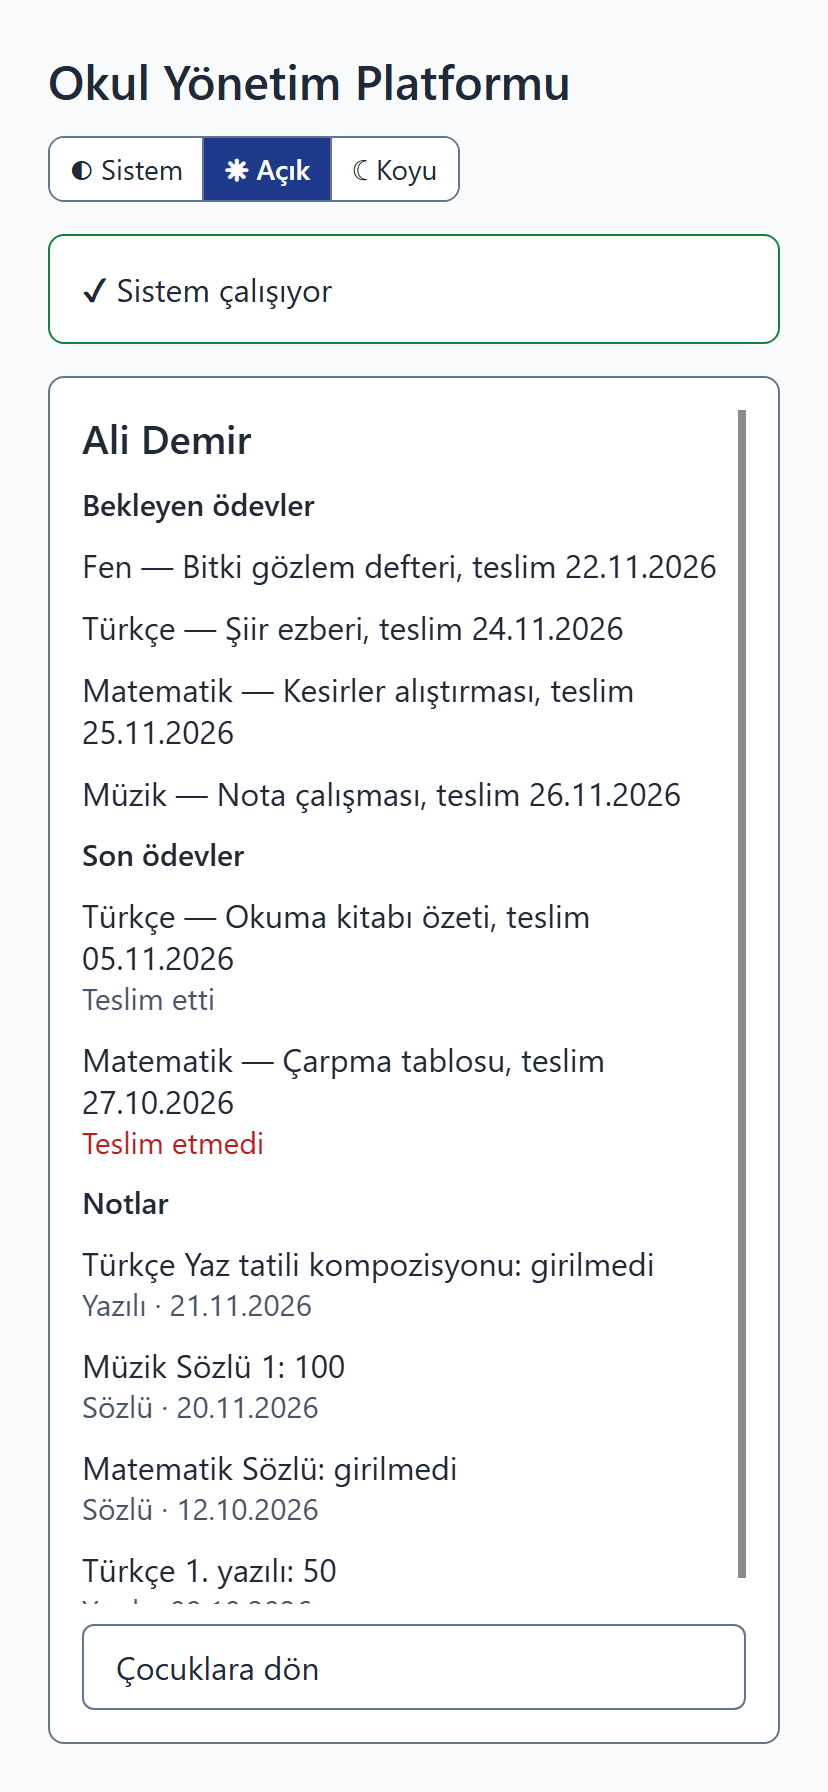 Okul Yönetim Platformu
Sistem
Açık
Koyu
✓ Sistem çalışıyor
Ali Demir
Bekleyen ödevler
Fen — Bitki gözlem defteri, teslim 22.11.2026
Türkçe — Şiir ezberi, teslim 24.11.2026
Matematik — Kesirler alıştırması, teslim
25.11.2026
Müzik — Nota çalışması, teslim 26.11.2026
Son ödevler
Türkçe — Okuma kitabı özeti, teslim
05.11.2026
Teslim etti
Matematik — Çarpma tablosu, teslim
27.10.2026
Teslim etmedi
Notlar
Türkçe Yaz tatili kompozisyonu: girilmedi
Yazılı · 21.11.2026
Müzik Sözlü 1: 100
Sözlü · 20.11.2026
Matematik Sözlü: girilmedi
Sözlü · 12.10.2026
Türkçe 1. yazılı: 50
Çocuklara dön